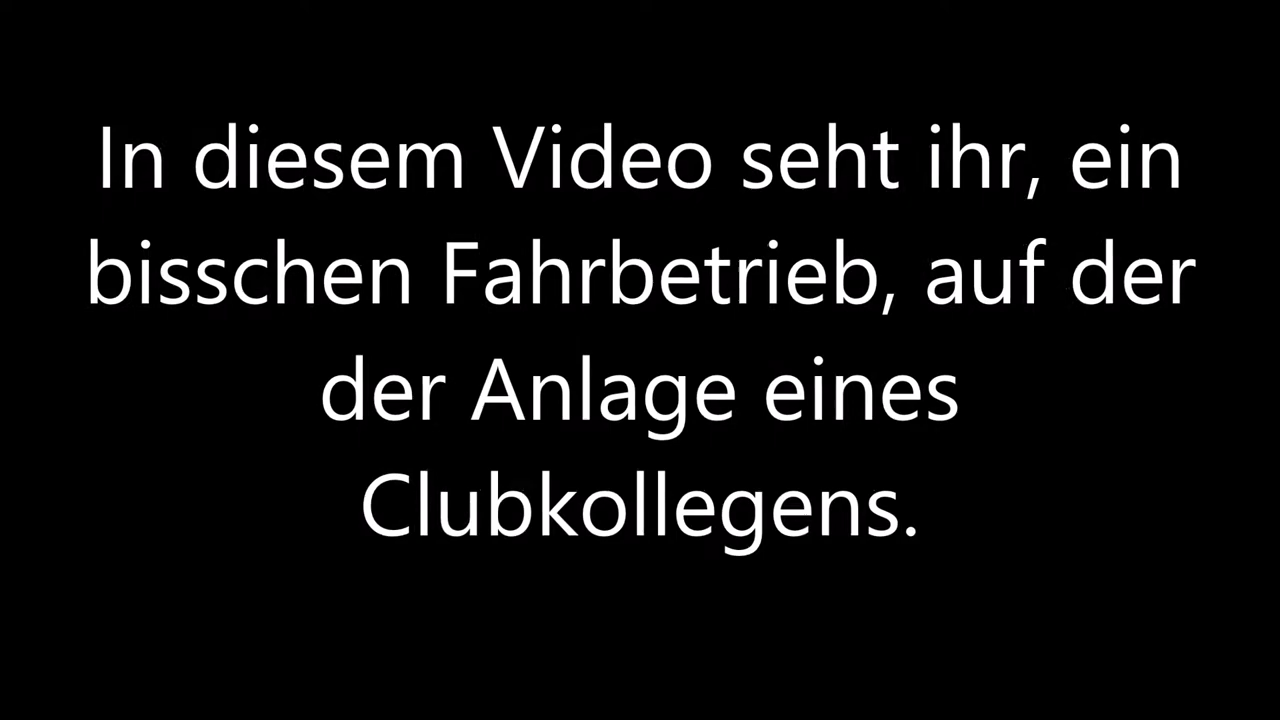 In diesem Video seht ihr, ein
bisschen Fahrbetrieb, auf der
der Anlage eines
Clubkollegens.